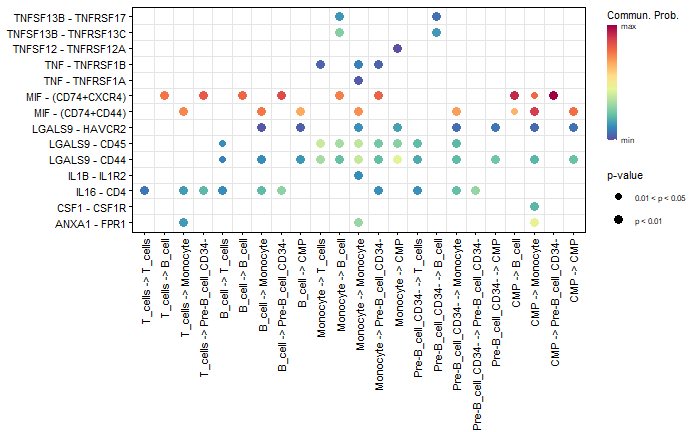 TNFSF13B - TNFRSF17
TNFSF13B - TNFRSF13C
TNFSF12 - TNFRSF12A
TNF - TNFRSF1B
TNF - TNFRSF1A
MIF - (CD74+CXCR4)
MIF - (CD74+CD44)
LGALS9 - HAVCR2
LGALS9 - CD45
LGALS9 - CD44
IL1B - IL1R2
IL16 - CD4
CSF1 - CSF1R
ANXA1 - FPR1
T_cells -> T_cells
T_cells -> B_cell
T_cells -> Monocyte
T_cells -> Pre-B_cell_CD34-
B_cell -> T_cells
B_cell -> B_cell
B_cell -> Monocyte
B_cell -> Pre-B_cell_CD34-
B_cell -> CMP
Monocyte -> T_cells
Monocyte -> B_cell
Monocyte -> Monocyte
Monocyte -> Pre-B_cell_CD34-
Monocyte -> CMP
Pre-B_cell_CD34- -> T_cells
Pre-B_cell_CD34- -> B_cell
Pre-B_cell_CD34- -> Monocyte
Pre-B_cell_CD34- -> Pre-B_cell_CD34-
Pre-B_cell_CD34- -> CMP
CMP -> B_cell
CMP -> Monocyte
CMP -> Pre-B_cell_CD34-
CMP -> CMP
Commun. Prob.
max
min
p-value
0.01 < p < 0.05
p < 0.01